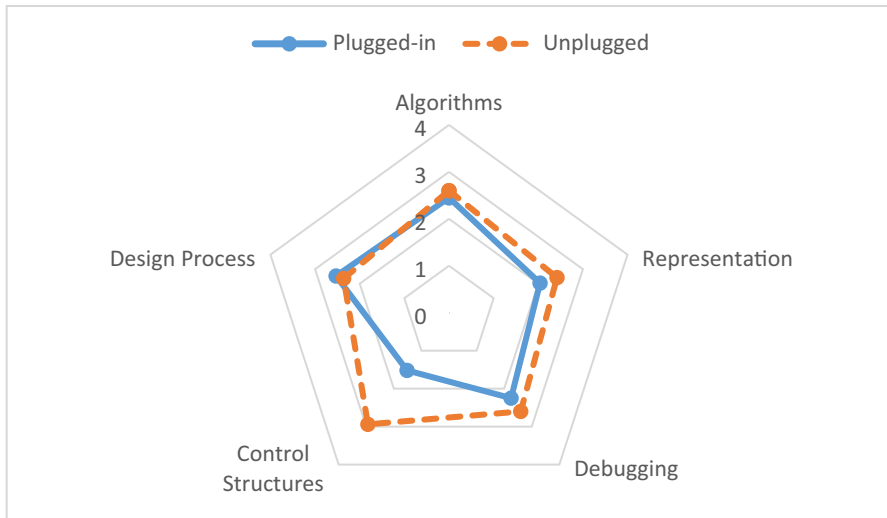 Plugged-in
Unplugged
Algorithms
4
3
2
1
0
Design Process
Representation
Control
Structures
Debugging